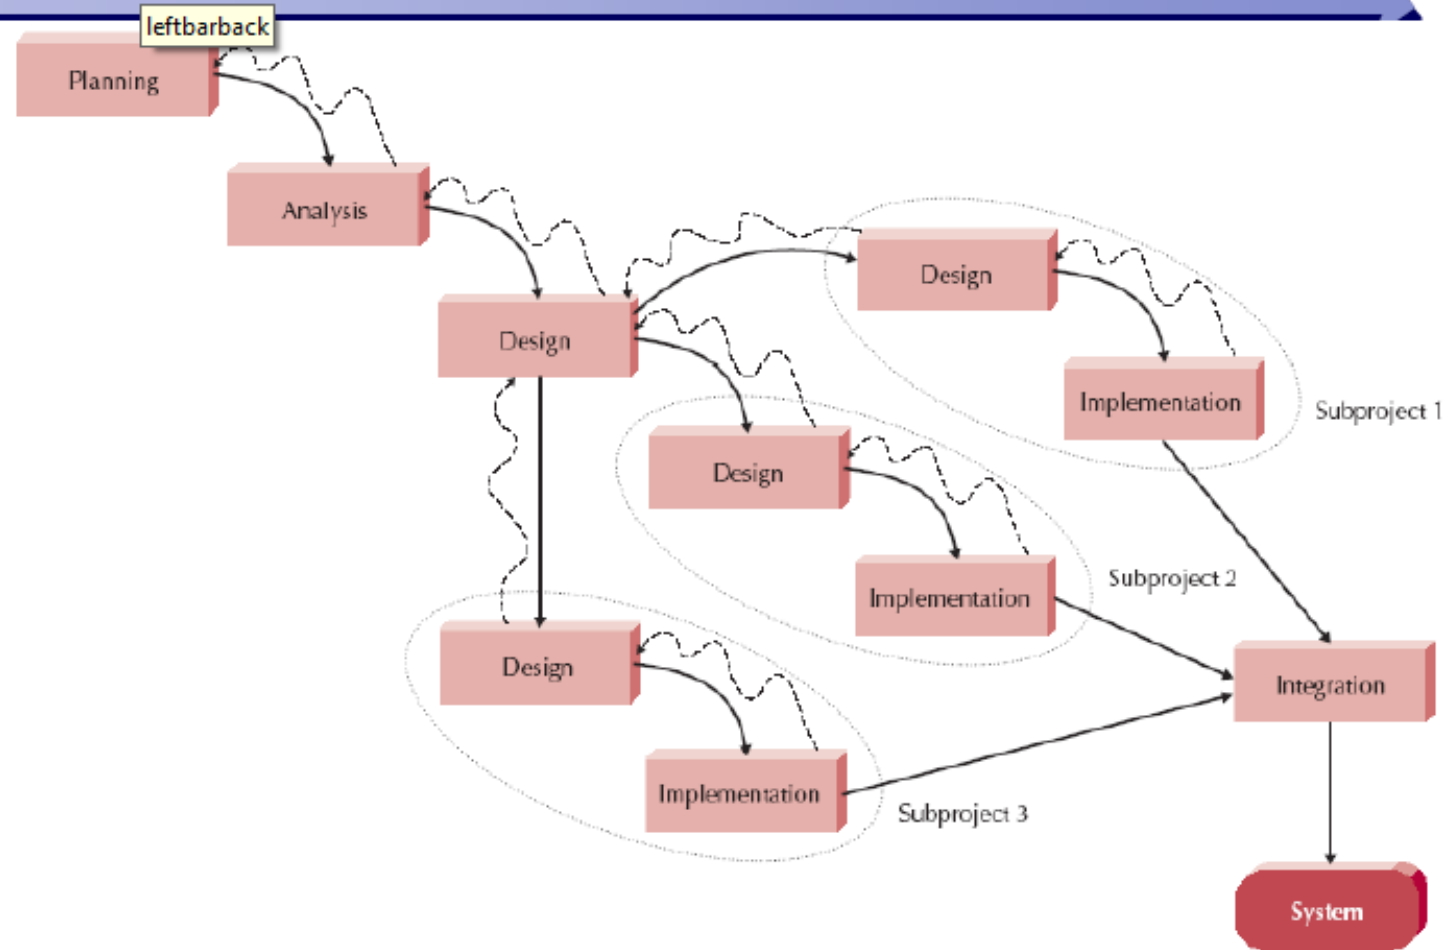 leftbarback
Planning
Analysis
Design
Design
Implementation
Subproject 1
Design
Implementation
Subproject 2
Design
Implementation
Subproject 3
Integration
System